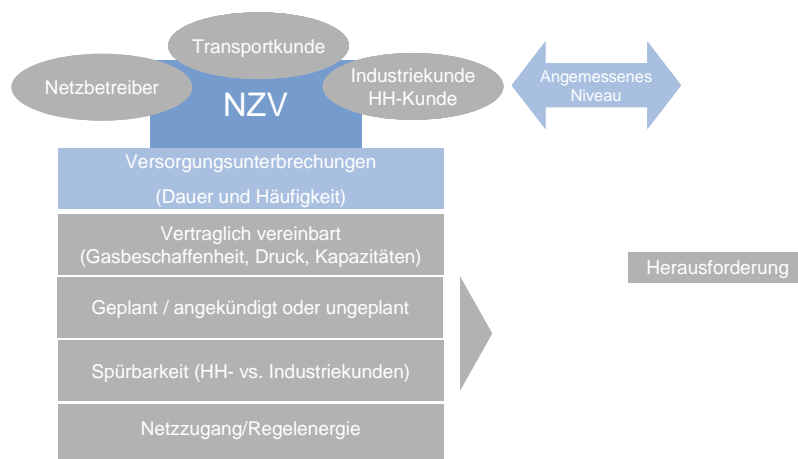 Transportkunde
Netzbetreiber
Industriekunde
HH-Kunde
NZV
Angemessenes
Niveau
Versorgungsunterbrechungen
(Dauer und Häufigkeit)
Vertraglich vereinbart
(Gasbeschaffenheit, Druck, Kapazitäten)
Herausforderung
Geplant / angekündigt oder ungeplant
Spürbarkeit (HH- vs. Industriekunden)
Netzzugang/Regelenergie